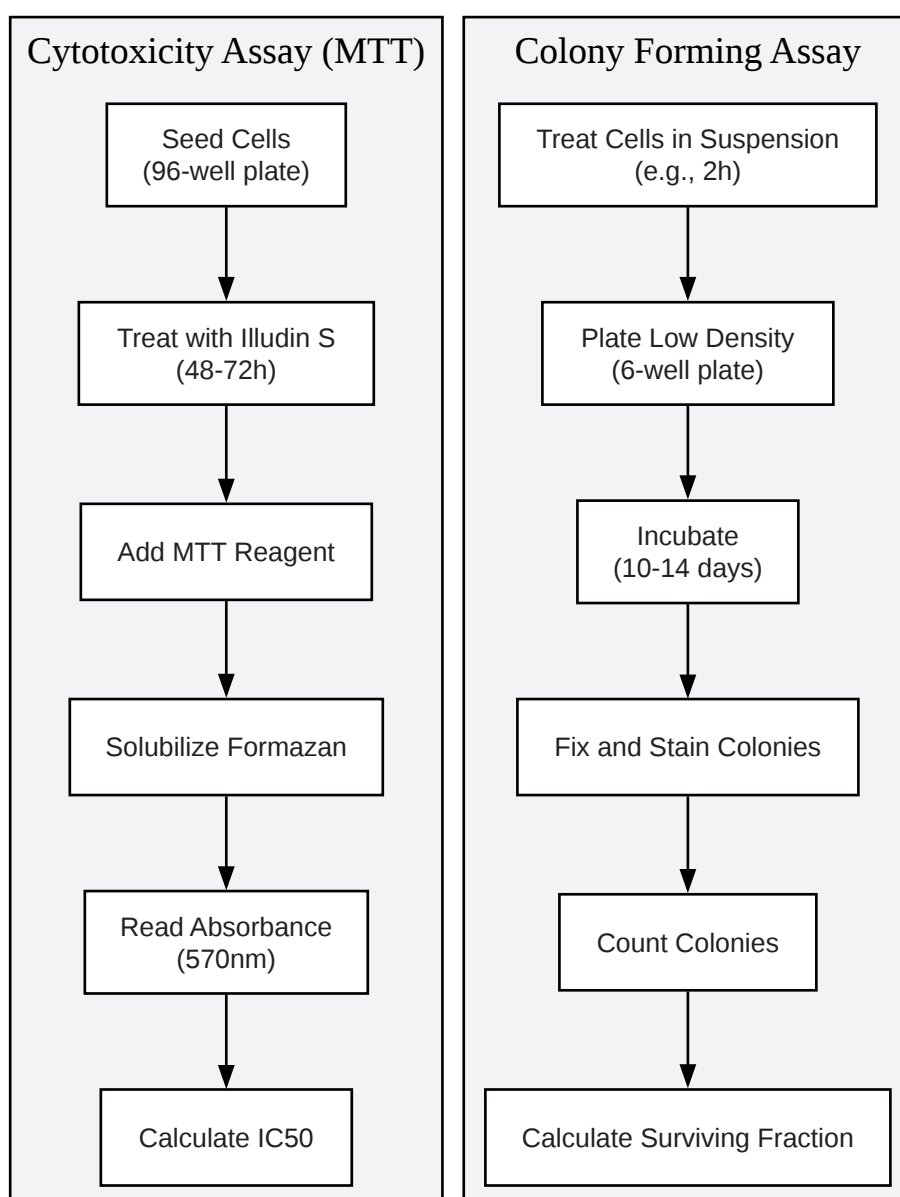 Cytotoxicity Assay (MTT)
Seed Cells
(96-well plate)
Treat with Illudin S
(48-72h)
Add MTT Reagent
Solubilize Formazan
Read Absorbance
(570nm)
Calculate IC50
Colony Forming Assay
Treat Cells in Suspension
(e.g., 2h)
Plate Low Density
(6-well plate)
Incubate
(10-14 days)
Fix and Stain Colonies
Count Colonies
Calculate Surviving Fraction